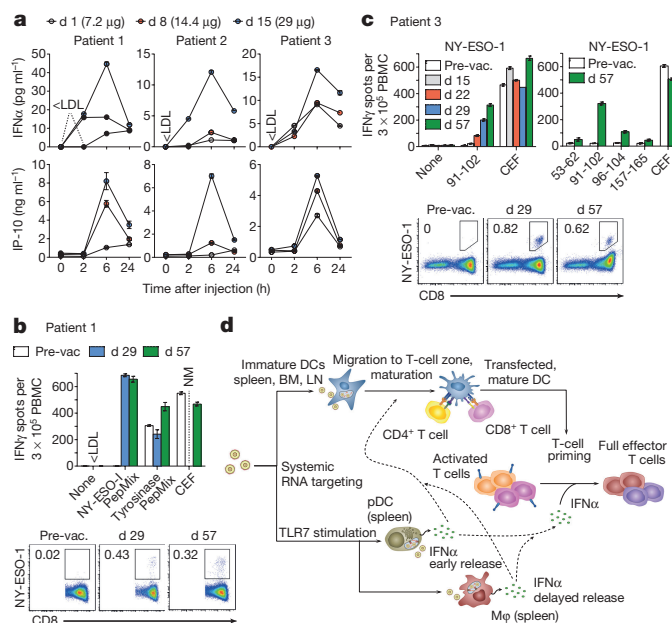 a
d 1 (7.2 µg) d 8 (14.4 µg) d 15 (29 µg)
Patient 1 Patient 2 Patient 3
IFNα (pg ml⁻¹)
50
40
30
20
10
0
<LDL
15
10
5
0
<LDL
20
15
10
5
0
IP-10 (ng ml⁻¹)
10
8
6
4
2
0
10
8
6
4
2
0
6
4
2
0
0 2 6 24 0 2 6 24 0 2 6 24
Time after injection (h)
b Patient 1
Pre-vac d 29 d 57
IFNγ spots per
3 × 10⁵ PBMC
600
400
200
0
<LDL
NM
None
NY-ESO-I
PepMix
Tyrosinase
PepMix
CEF
Pre-vac. d 29 d 57
0.02 0.43 0.32
NY-ESO-1
CD8
c Patient 3
NY-ESO-1 NY-ESO-1
Pre-vac.
d 15
d 22
d 29
d 57
Pre-vac.
d 57
IFNγ spots per
3 × 10⁵ PBMC
600
400
200
0
600
400
200
0
None
91-102
CEF
53-62
91-102
96-104
157-165
CEF
Pre-vac. d 29 d 57
0 0.82 0.62
NY-ESO-1
CD8
d
Immature DCs
spleen, BM, LN
Migration to T-cell zone,
maturation
Transfected,
mature DC
CD4⁺ T cell
CD8⁺ T cell
T-cell
priming
Activated
T cells
Full effector
T cells
Systemic
RNA targeting
pDC
(spleen)
IFNα
TLR7 stimulation
IFNα
early release
IFNα
delayed release
Mφ (spleen)